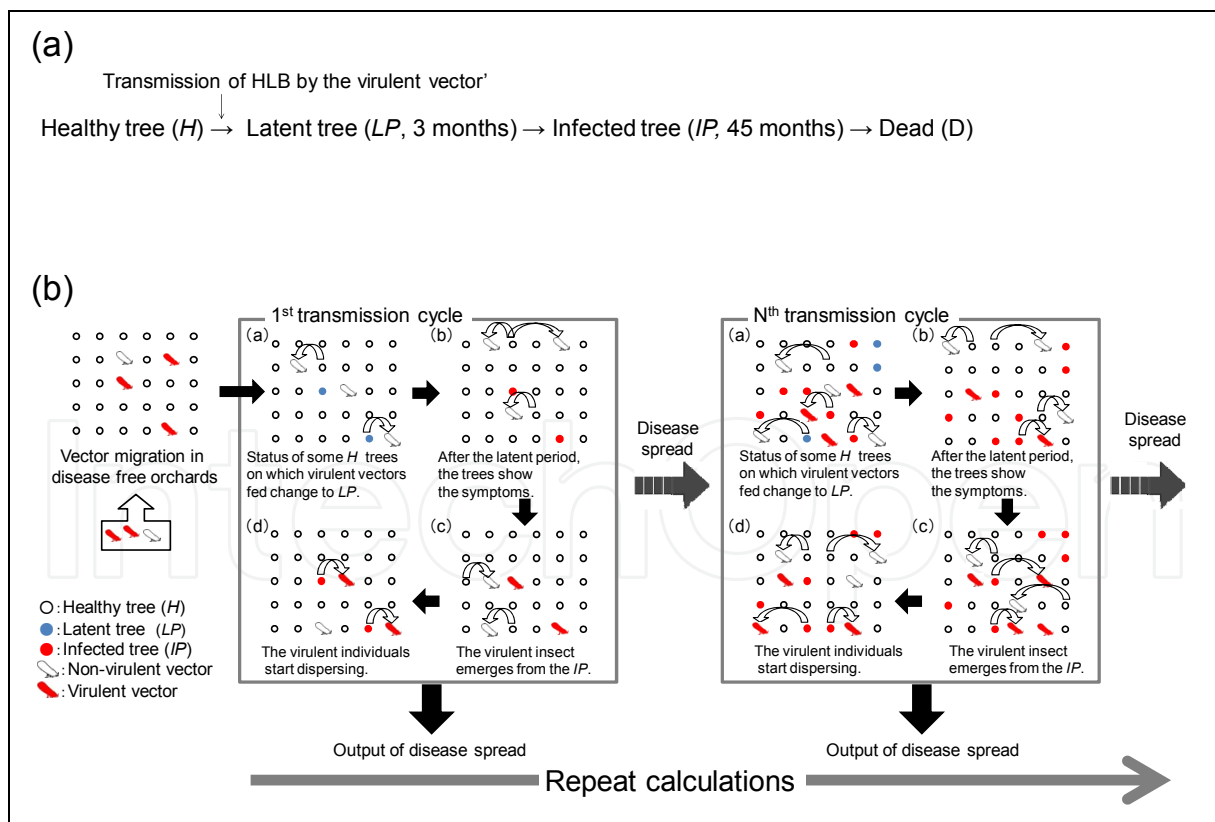 (a)
Transmission of HLB by the virulent vector’
Healthy tree (H) → Latent tree (LP, 3 months) → Infected tree (IP, 45 months) → Dead (D)
(b)
1st transmission cycle
(a)
(b)
Status of some H trees
on which virulent vectors
fed change to LP.
After the latent period,
the trees show
the symptoms.
(d)
(c)
The virulent individuals
start dispersing.
The virulent insect
emerges from the IP.
Vector migration in
disease free orchards
○: Healthy tree (H)
●: Latent tree (LP)
●: Infected tree (IP)
: Non-virulent vector
: Virulent vector
Disease
spread
Nth transmission cycle
(a)
(b)
Status of some H trees
on which virulent vectors
fed change to LP.
After the latent period,
the trees show
the symptoms.
(d)
(c)
The virulent individuals
start dispersing.
The virulent insect
emerges from the IP.
Disease
spread
Output of disease spread
Output of disease spread
Repeat calculations
IntechOpen